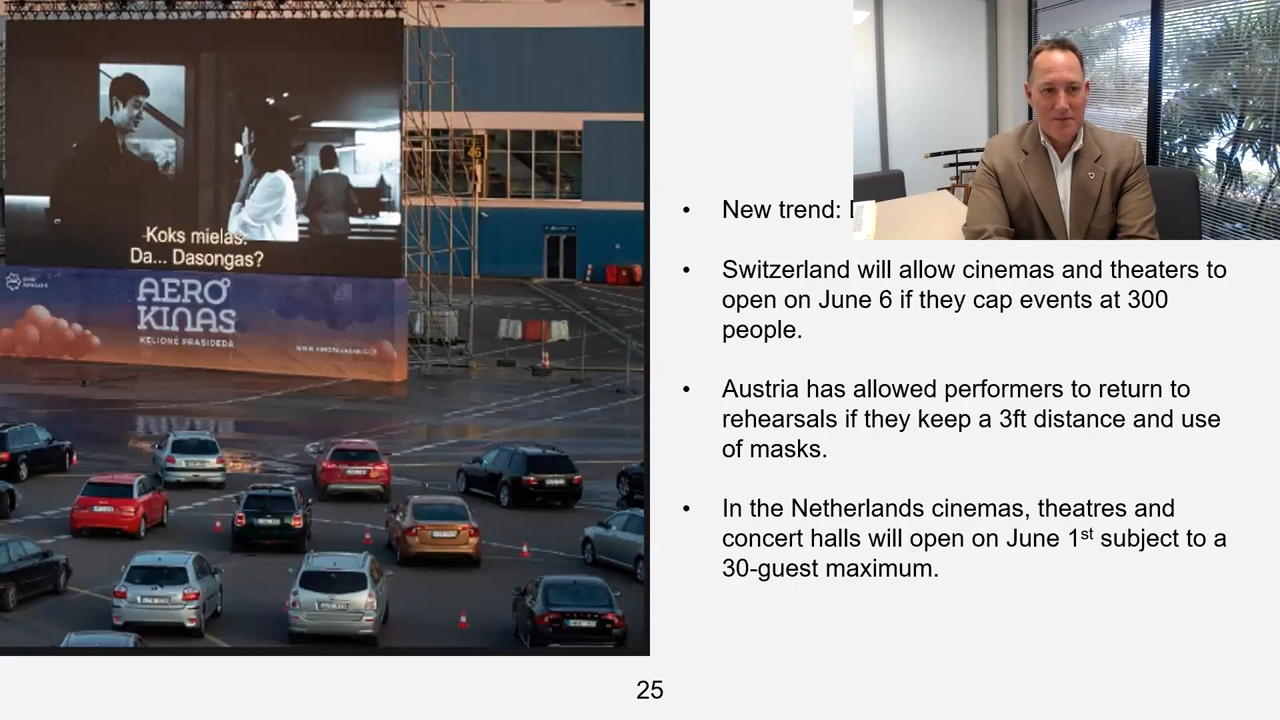 Koks mielas.
Da... Dasongas?
AERO
KINAS
KELIONĖ PRASIDEDA
46
• New trend:
• Switzerland will allow cinemas and theaters to
open on June 6 if they cap events at 300
people.
• Austria has allowed performers to return to
rehearsals if they keep a 3ft distance and use
of masks.
• In the Netherlands cinemas, theatres and
concert halls will open on June 1st subject to a
30-guest maximum.
25